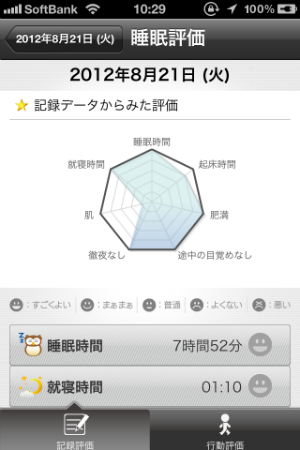 SoftBank 10:29 100%
2012年8月21日 (火) 睡眠評価
2012年8月21日 (火)
記録データからみた評価
睡眠時間
就寝時間 起床時間
肌 肥満
徹夜なし 途中の目覚めなし
:すごくよい :まぁまぁ :普通 :よくない :悪い
睡眠時間 7時間52分
就寝時間 01:10
記録評価 行動評価